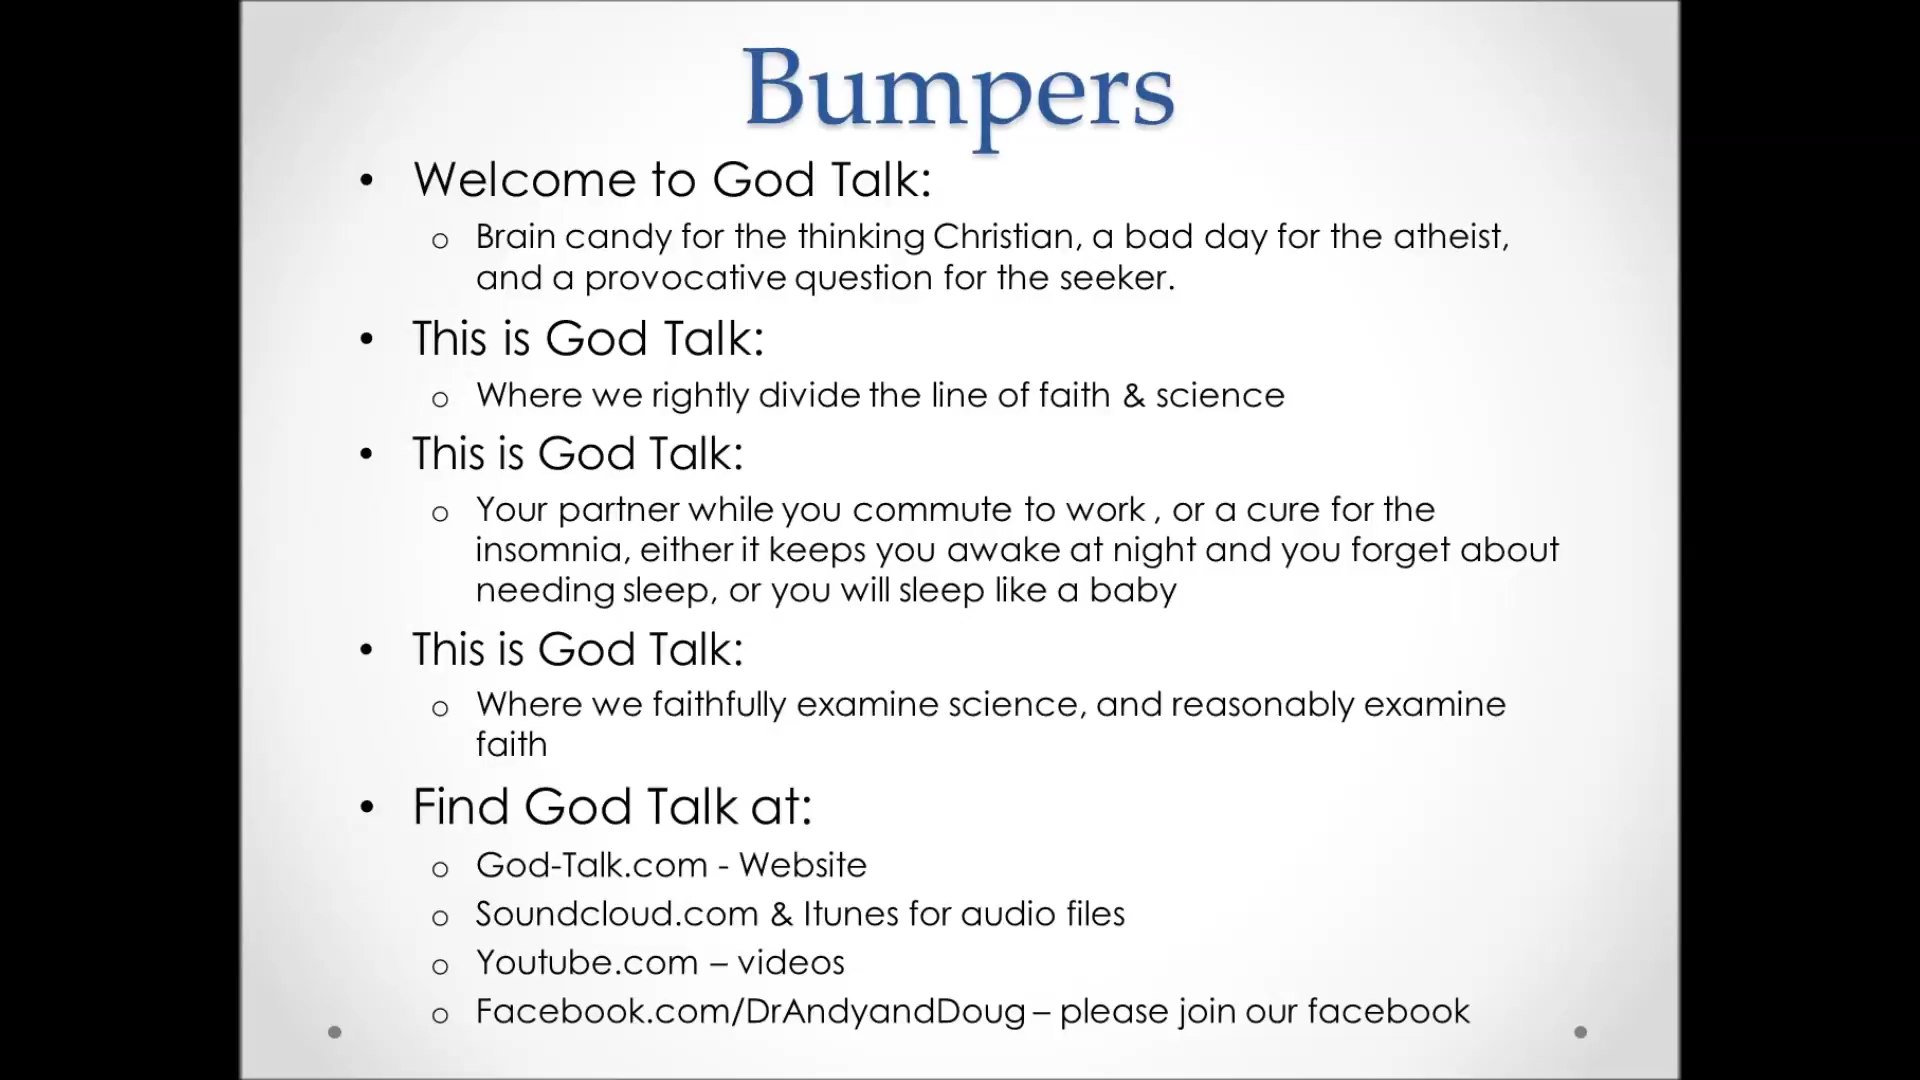 Bumpers
• Welcome to God Talk:
o Brain candy for the thinking Christian, a bad day for the atheist,
and a provocative question for the seeker.
• This is God Talk:
o Where we rightly divide the line of faith & science
• This is God Talk:
o Your partner while you commute to work , or a cure for the
insomnia, either it keeps you awake at night and you forget about
needing sleep, or you will sleep like a baby
• This is God Talk:
o Where we faithfully examine science, and reasonably examine
faith
• Find God Talk at:
o God-Talk.com - Website
o Soundcloud.com & Itunes for audio files
o Youtube.com – videos
o Facebook.com/DrAndyandDoug – please join our facebook